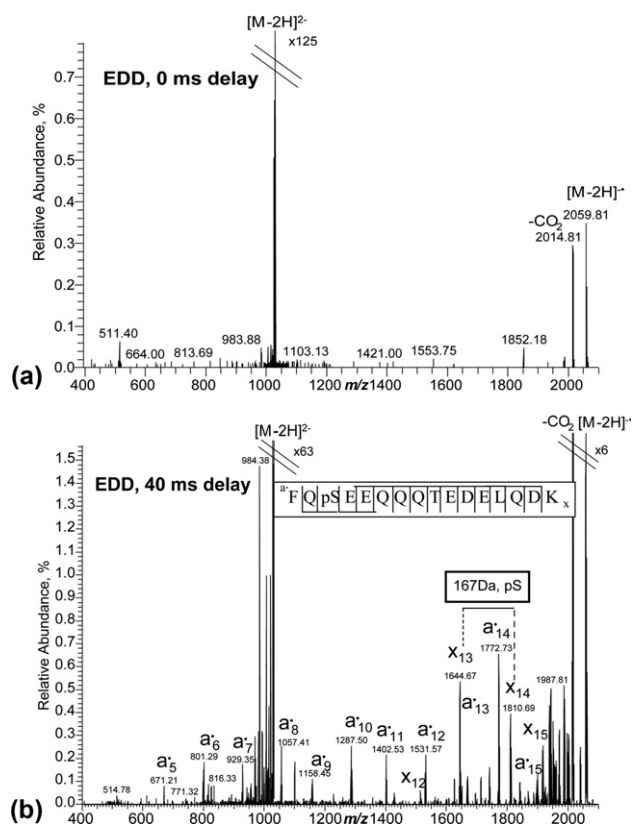 [M-2H]²⁻
x125
EDD, 0 ms delay
Relative Abundance, %
0.7
0.6
0.5
0.4
0.3
0.2
0.1
0.0
[M-2H]⁻•
-CO₂ 2059.81
2014.81
511.40
664.00
813.69
983.88
1103.13
1421.00
1553.75
1852.18
400 600 800 1000 m/z 1400 1600 1800 2000
(a)
[M-2H]²⁻
x63
-CO₂ [M-2H]⁻•
x6
EDD, 40 ms delay
984.38
a• F Q pS E E Q Q Q T E D E L Q D K x
167Da, pS
Relative Abundance, %
1.5
1.4
1.3
1.2
1.1
1.0
0.9
0.8
0.7
0.6
0.5
0.4
0.3
0.2
0.1
0.0
514.78
a•₅
671.21
771.32
a•₆
801.29
816.33
a•₇
929.35
a•₈
1057.41
a•₉
1158.45
a•₁₀
1287.50
a•₁₁
1402.53
x₁₂
a•₁₂
1531.57
x₁₃
1644.67
a•₁₃
a•₁₄
1772.73
x₁₄
1810.69
a•₁₅
x₁₅
1987.81
400 600 800 1000 1200 m/z 1400 1600 1800 2000
(b)